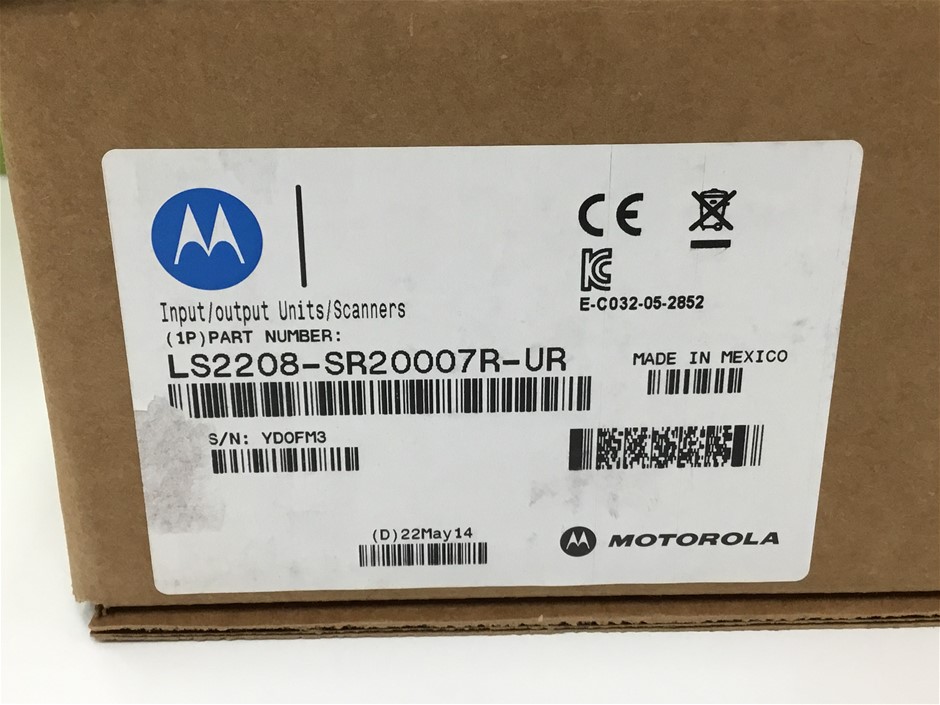 CE
E-C032-05-2852
Input/output Units/Scanners
(1P)PART NUMBER:
LS2208-SR20007R-UR
MADE IN MEXICO
S/N: YD0FM3
(D)22May14
MOTOROLA